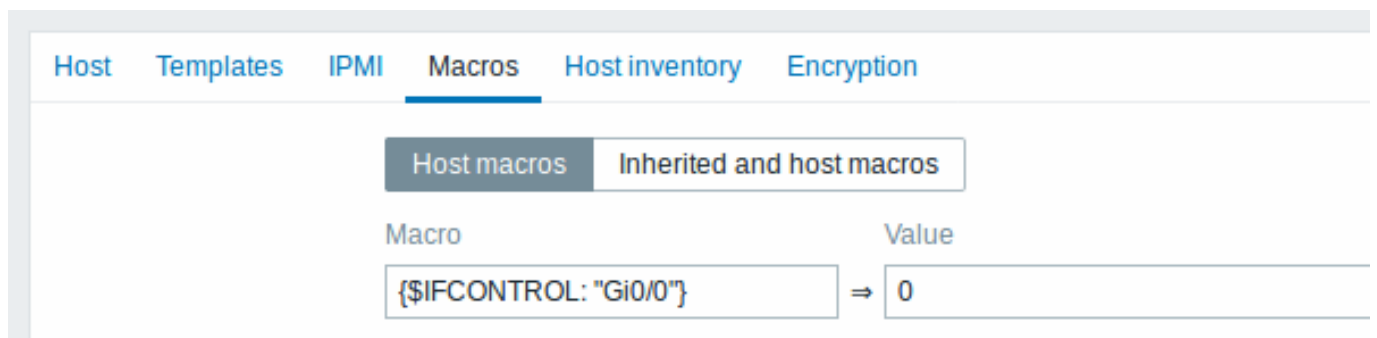 Host Templates IPMI Macros Host inventory Encryption
Host macros Inherited and host macros
Macro Value
{$IFCONTROL: "Gi0/0"} ⇒ 0